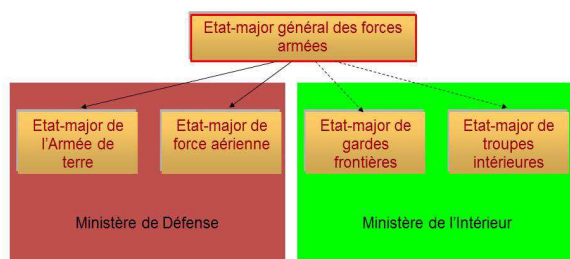 Etat-major général des forces
armées
Etat-major de
l'Armée de
terre
Etat-major de
force aérienne
Etat-major de
gardes
frontières
Etat-major de
troupes
intérieures
Ministère de Défense
Ministère de l'Intérieur